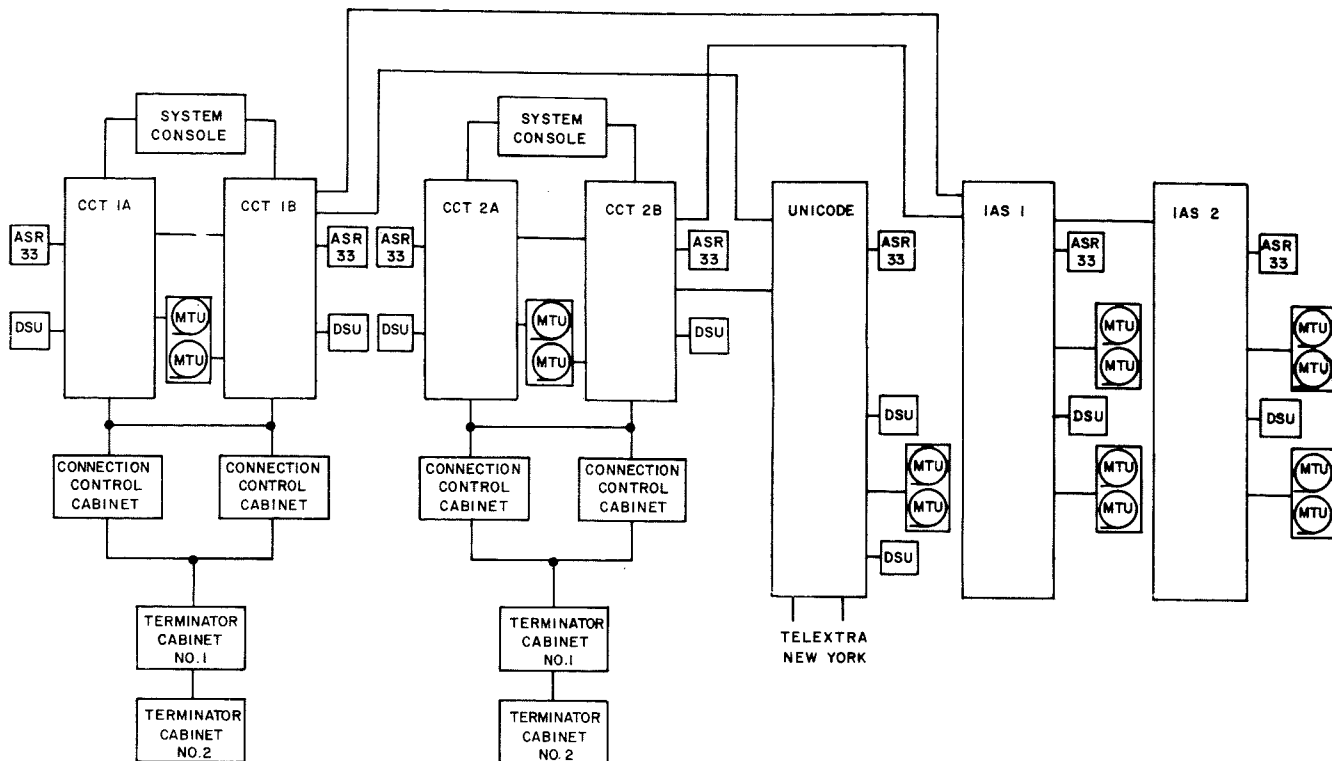 SYSTEM
CONSOLE
SYSTEM
CONSOLE
CCT 1A
CCT 1B
CCT 2A
CCT 2B
UNICODE
IAS 1
IAS 2
ASR
33
ASR
33
ASR
33
ASR
33
ASR
33
ASR
33
ASR
33
DSU
MTU
MTU
DSU
DSU
MTU
MTU
DSU
MTU
MTU
MTU
MTU
DSU
DSU
DSU
MTU
MTU
MTU
MTU
MTU
MTU
DSU
CONNECTION
CONTROL
CABINET
CONNECTION
CONTROL
CABINET
CONNECTION
CONTROL
CABINET
CONNECTION
CONTROL
CABINET
TERMINATOR
CABINET
NO.1
TERMINATOR
CABINET
NO.1
TELEXTRA
NEW YORK
TERMINATOR
CABINET
NO.2
TERMINATOR
CABINET
NO.2